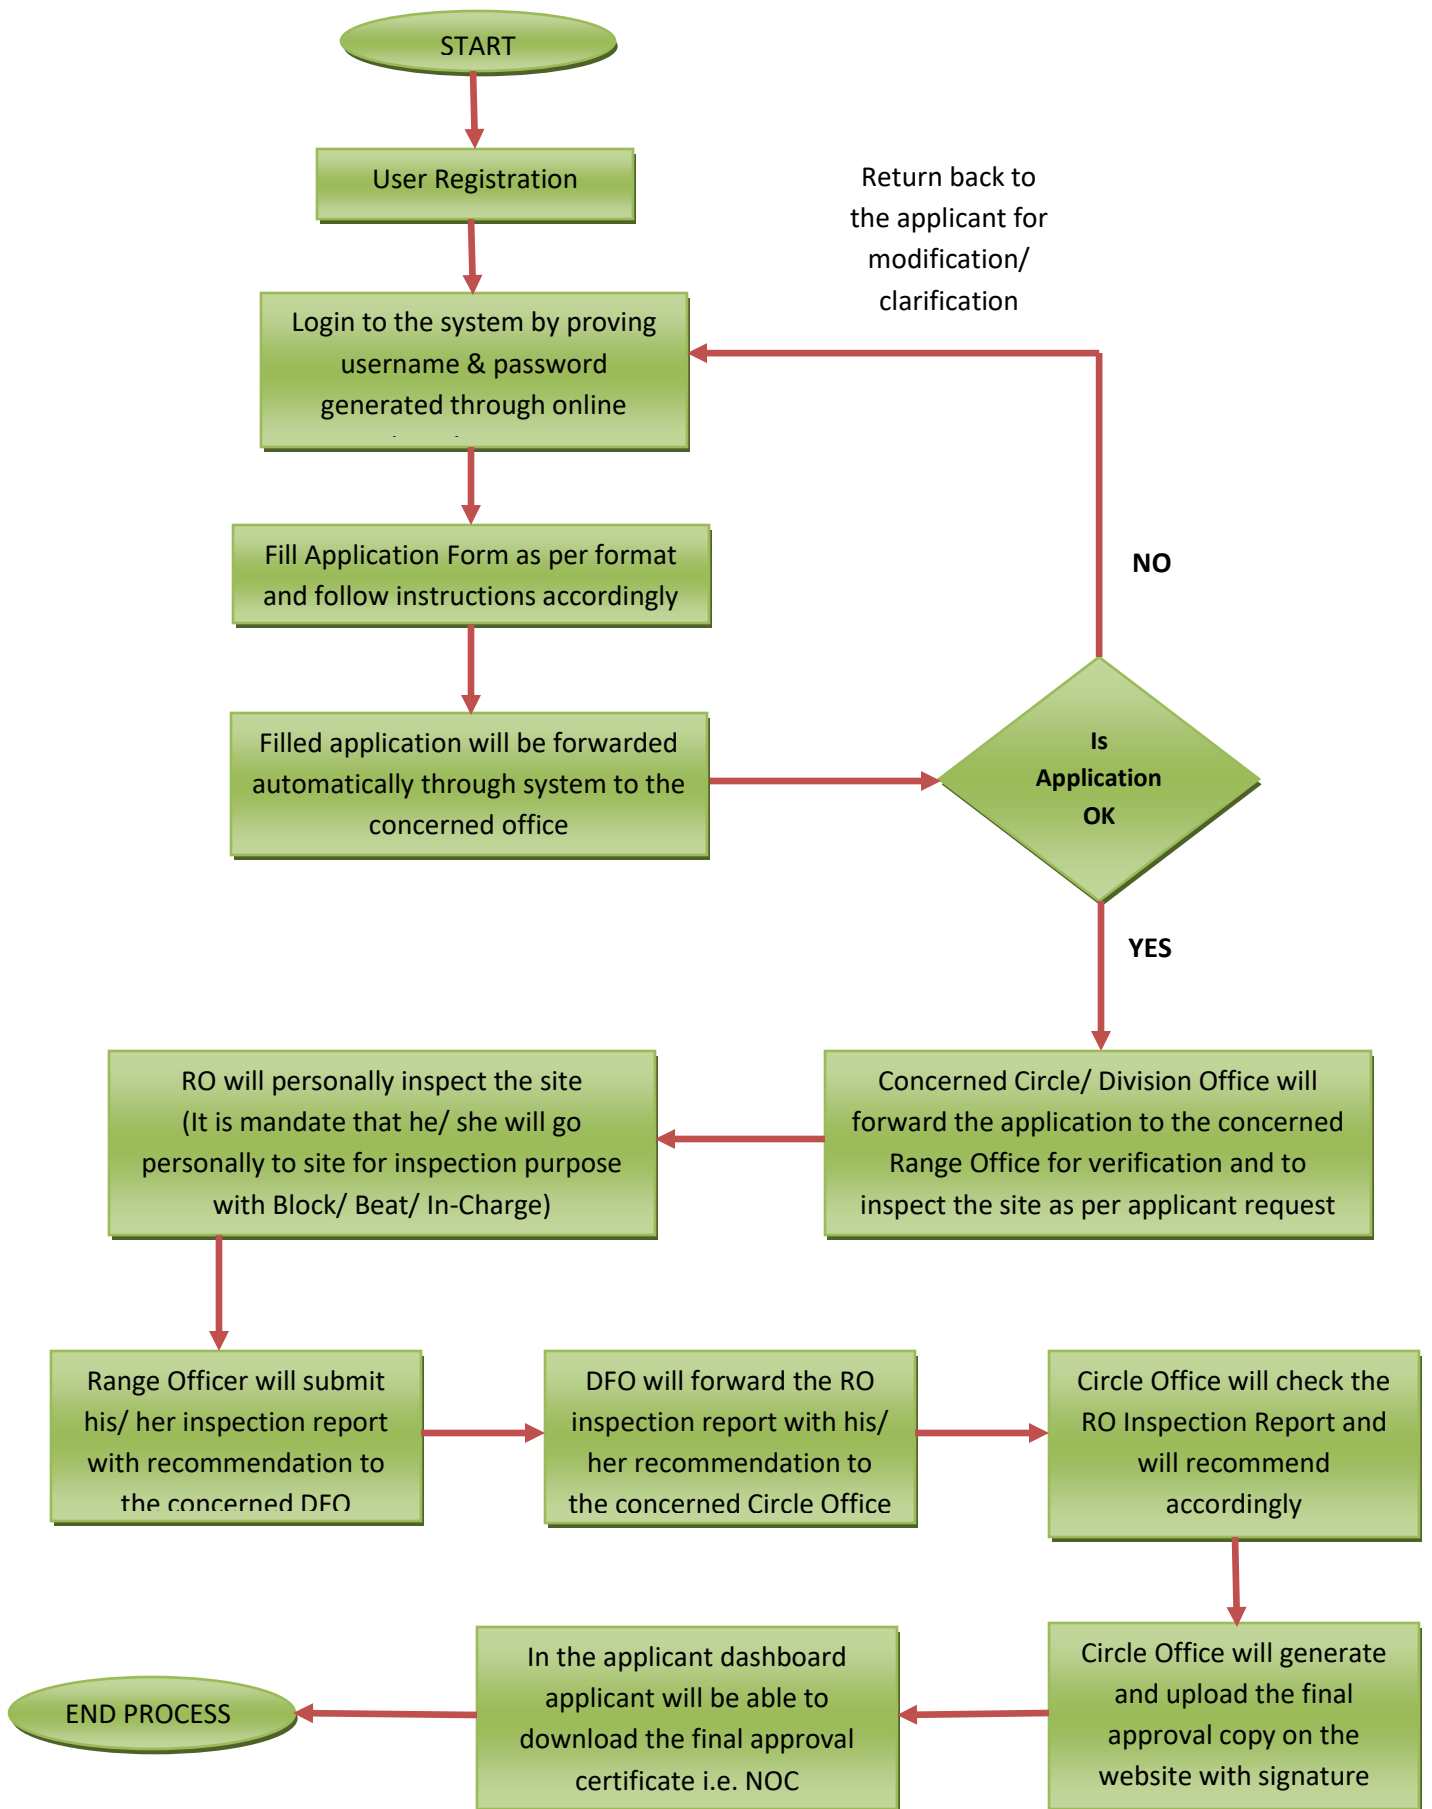 START
User Registration
Return back to
the applicant for
modification/
clarification
Login to the system by proving
username & password
generated through online
Fill Application Form as per format
and follow instructions accordingly
NO
Filled application will be forwarded
automatically through system to the
concerned office
Is
Application
OK
YES
RO will personally inspect the site
(It is mandate that he/ she will go
personally to site for inspection purpose
with Block/ Beat/ In-Charge)
Concerned Circle/ Division Office will
forward the application to the concerned
Range Office for verification and to
inspect the site as per applicant request
Range Officer will submit
his/ her inspection report
with recommendation to
the concerned DFO
DFO will forward the RO
inspection report with his/
her recommendation to
the concerned Circle Office
Circle Office will check the
RO Inspection Report and
will recommend
accordingly
Circle Office will generate
and upload the final
approval copy on the
website with signature
In the applicant dashboard
applicant will be able to
download the final approval
certificate i.e. NOC
END PROCESS